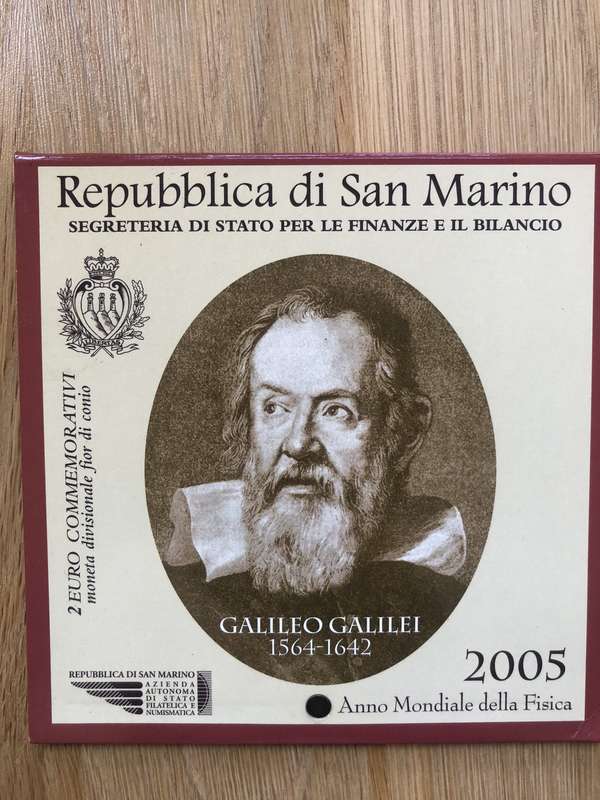 Repubblica di San Marino
SEGRETERIA DI STATO PER LE FINANZE E IL BILANCIO
LIBERTAS
2 EURO COMMEMORATIVI
moneta divisionale fior di conio
GALILEO GALILEI
1564-1642
REPUBBLICA DI SAN MARINO
AZIENDA
AUTONOMA
DI STATO
FILATELICA E
NUMISMATICA
2005
Anno Mondiale della Fisica